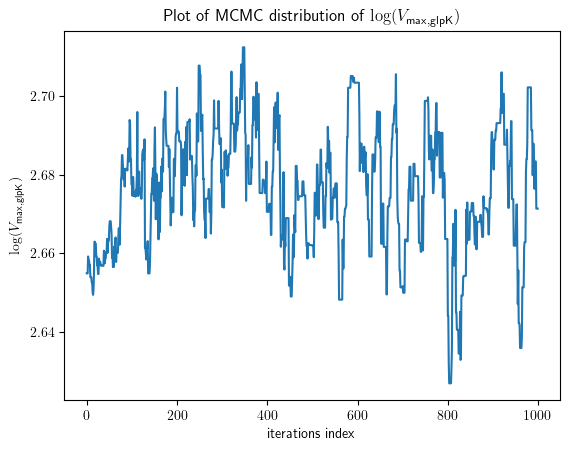 Plot of MCMC distribution of log(V_max,glpK)
log(V_max,glpK)
2.70
2.68
2.66
2.64
0 200 400 600 800 1000
iterations index